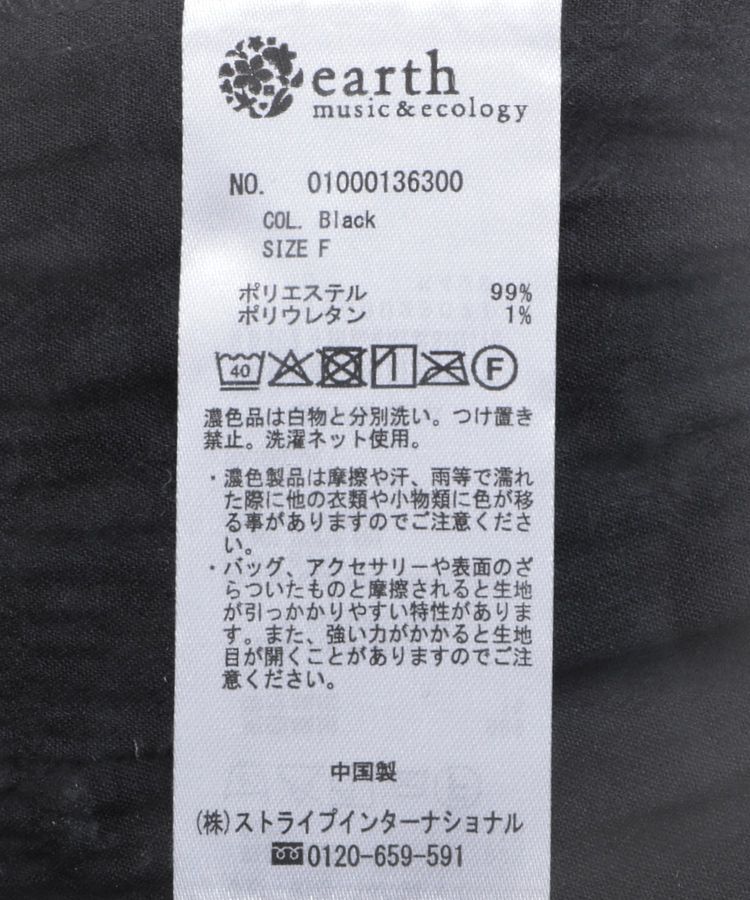 earth
music&ecology
NO. 01000136300
COL. Black
SIZE F
ポリエステル 99%
ポリウレタン 1%
40 F
濃色品は白物と分別洗い。つけ置き
禁止。洗濯ネット使用。
・濃色製品は摩擦や汗、雨等で濡れ
た際に他の衣類や小物類に色が移
る事がありますのでご注意くださ
い。
・バッグ、アクセサリーや表面のざ
らついたものと摩擦されると生地
が引っかかりやすい特性がありま
す。また、強い力がかかると生地
目が開くことがありますのでご注
意ください。
中国製
(株)ストライプインターナショナル
0120-659-591